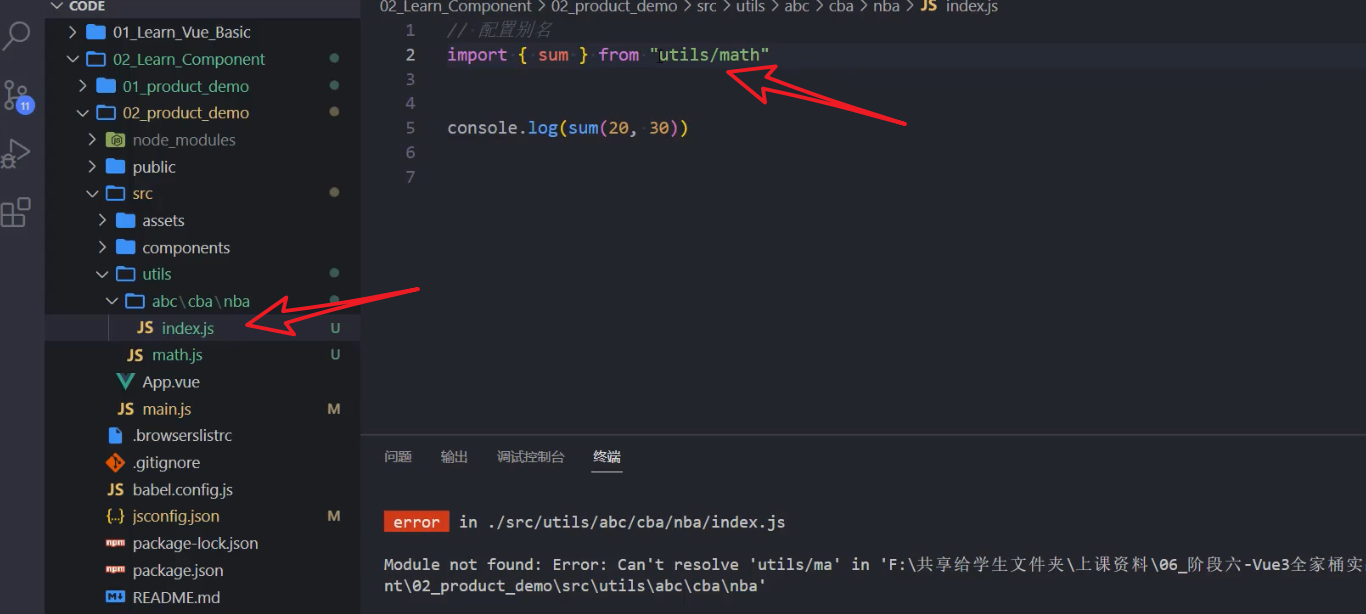 CODE
01_Learn_Vue_Basic
02_Learn_Component
01_product_demo
02_product_demo
node_modules
public
src
assets
components
utils
abc\cba\nba
JS index.js U
JS math.js U
App.vue
JS main.js M
.browserslistrc
.gitignore
JS babel.config.js
{..} jsconfig.json M
npm package-lock.json
npm package.json
M README.md
11
02_Learn_Component > 02_product_demo > src > utils > abc > cba > nba > JS index.js
1 // 配置别名
2 import { sum } from "utils/math"
3
4
5 console.log(sum(20, 30))
6
7
问题 输出 调试控制台 终端
error in ./src/utils/abc/cba/nba/index.js
Module not found: Error: Can't resolve 'utils/ma' in 'F:\共享给学生文件夹\上课资料\06_阶段六-Vue3全家桶实
nt\02_product_demo\src\utils\abc\cba\nba'